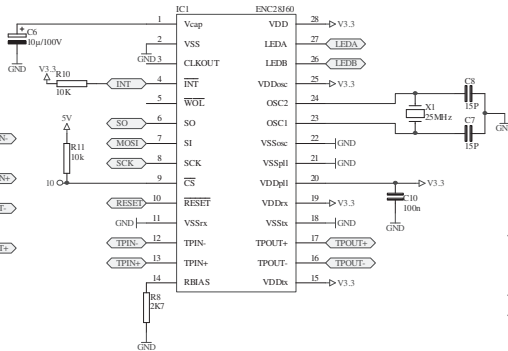 IC1 ENC28J60
C6
10µ/100V
GND
1 Vcap VDD 28 V3.3
2 VSS LEDA 27 LEDA
GND 3 CLKOUT LEDB 26 LEDB
V3.3 R10 10K INT 4 INT VDDosc 25 V3.3
5 WOL OSC2 24
C8
15P
X1
25MHz
C7
15P
GND
5V
R11
10k
SO 6 SO OSC1 23
MOSI 7 SI VSSosc 22 GND
SCK 8 SCK VSSpll 21 GND
10 9 CS VDDpll 20 V3.3
C10
100n
GND
RESET 10 RESET VDDrx 19 V3.3
GND 11 VSSrx VSStx 18 GND
TPIN- 12 TPIN- TPOUT+ 17 TPOUT+
TPIN+ 13 TPIN+ TPOUT- 16 TPOUT-
14 RBIAS VDDtx 15 V3.3
R8
2K7
GND
N-
N+
T-
T+